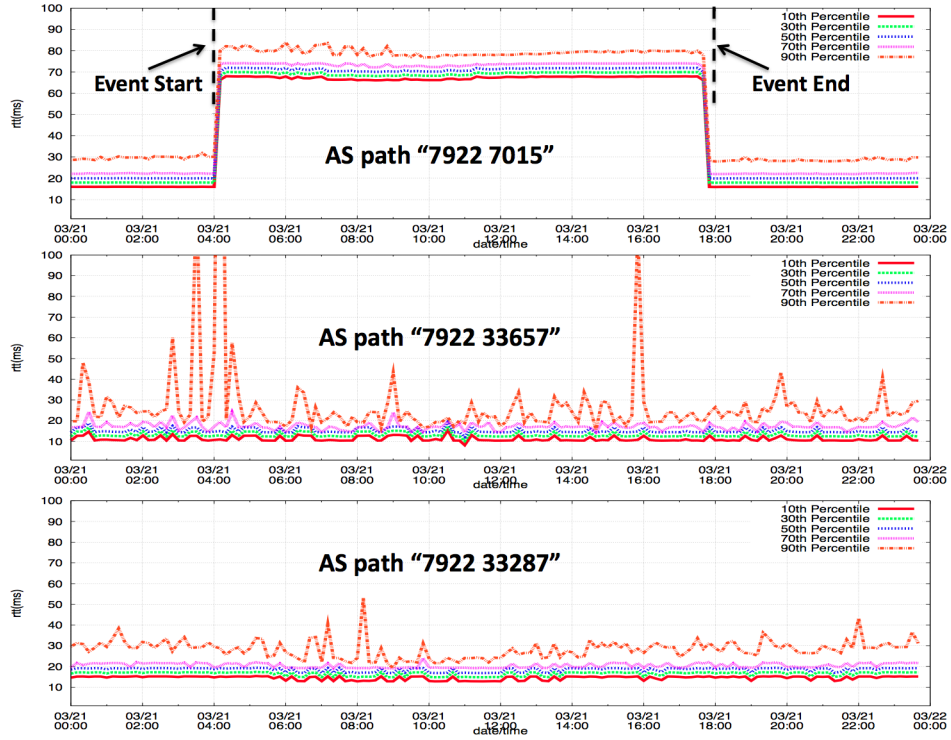 100
90
80
70
60
50
40
30
20
10
rtt(ms)
10th Percentile
30th Percentile
50th Percentile
70th Percentile
90th Percentile
Event Start
Event End
AS path “7922 7015”
03/21 00:00
03/21 02:00
03/21 04:00
03/21 06:00
03/21 08:00
03/21 10:00
03/21 12:00
03/21 14:00
03/21 16:00
03/21 18:00
03/21 20:00
03/21 22:00
03/22 00:00
date/time
100
90
80
70
60
50
40
30
20
10
rtt(ms)
10th Percentile
30th Percentile
50th Percentile
70th Percentile
90th Percentile
AS path “7922 33657”
03/21 00:00
03/21 02:00
03/21 04:00
03/21 06:00
03/21 08:00
03/21 10:00
03/21 12:00
03/21 14:00
03/21 16:00
03/21 18:00
03/21 20:00
03/21 22:00
03/22 00:00
date/time
100
90
80
70
60
50
40
30
20
10
rtt(ms)
10th Percentile
30th Percentile
50th Percentile
70th Percentile
90th Percentile
AS path “7922 33287”
03/21 00:00
03/21 02:00
03/21 04:00
03/21 06:00
03/21 08:00
03/21 10:00
03/21 12:00
03/21 14:00
03/21 16:00
03/21 18:00
03/21 20:00
03/21 22:00
03/22 00:00
date/time